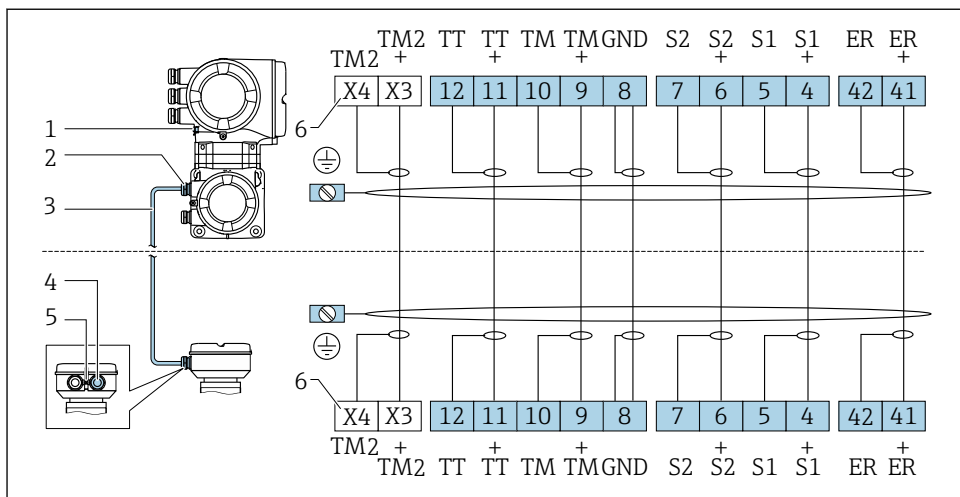 TM2 TT TT TM TM GND S2 S2 S1 S1 ER ER
TM2 + + + + + +
X4 X3 12 11 10 9 8 7 6 5 4 42 41
6
1
2
3
4
5
6
X4 X3 12 11 10 9 8 7 6 5 4 42 41
TM2 + + + + + +
TM2 TT TT TM TM GND S2 S2 S1 S1 ER ER